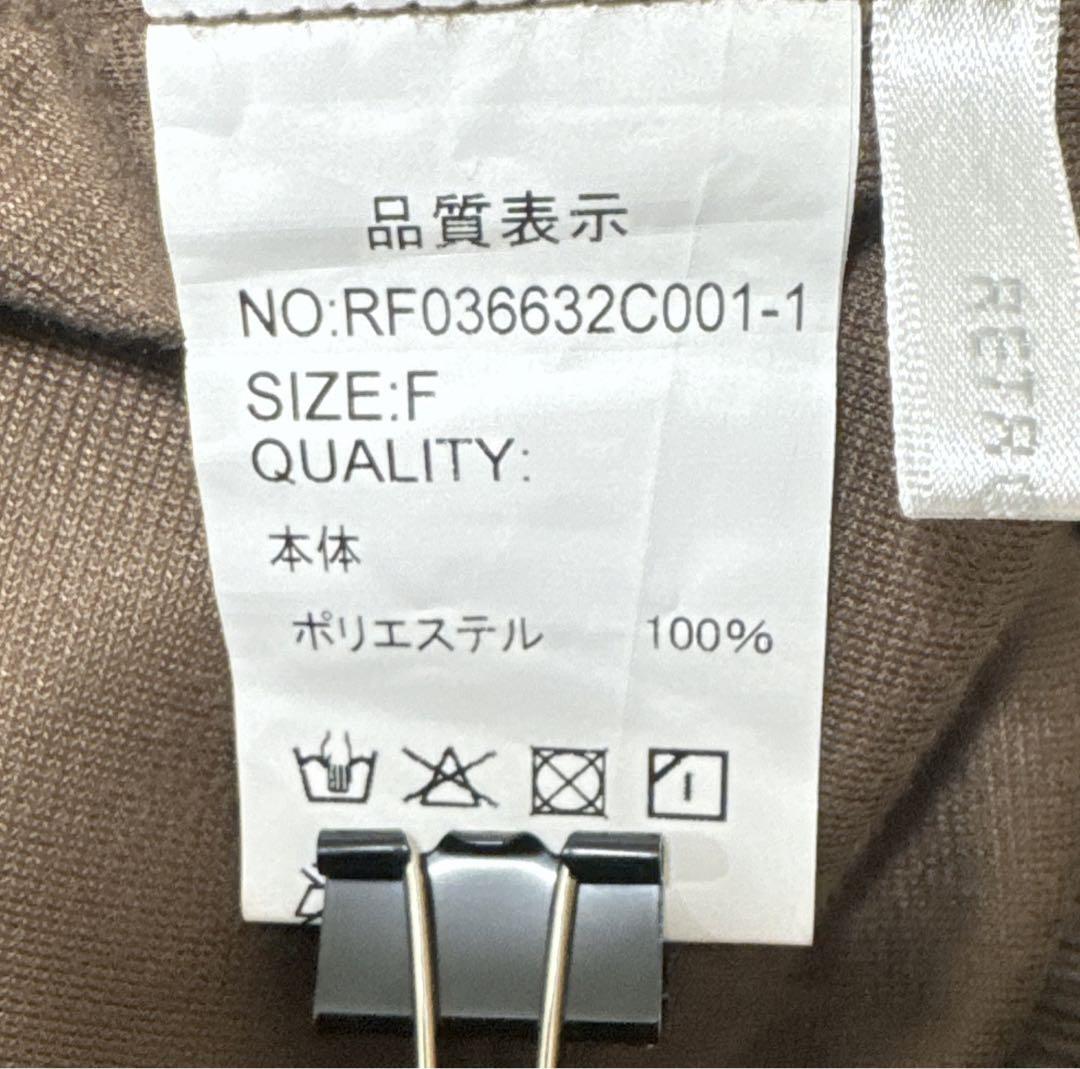 品質表示
NO:RF036632C001-1
SIZE:F
QUALITY:
本体
ポリエステル 100%